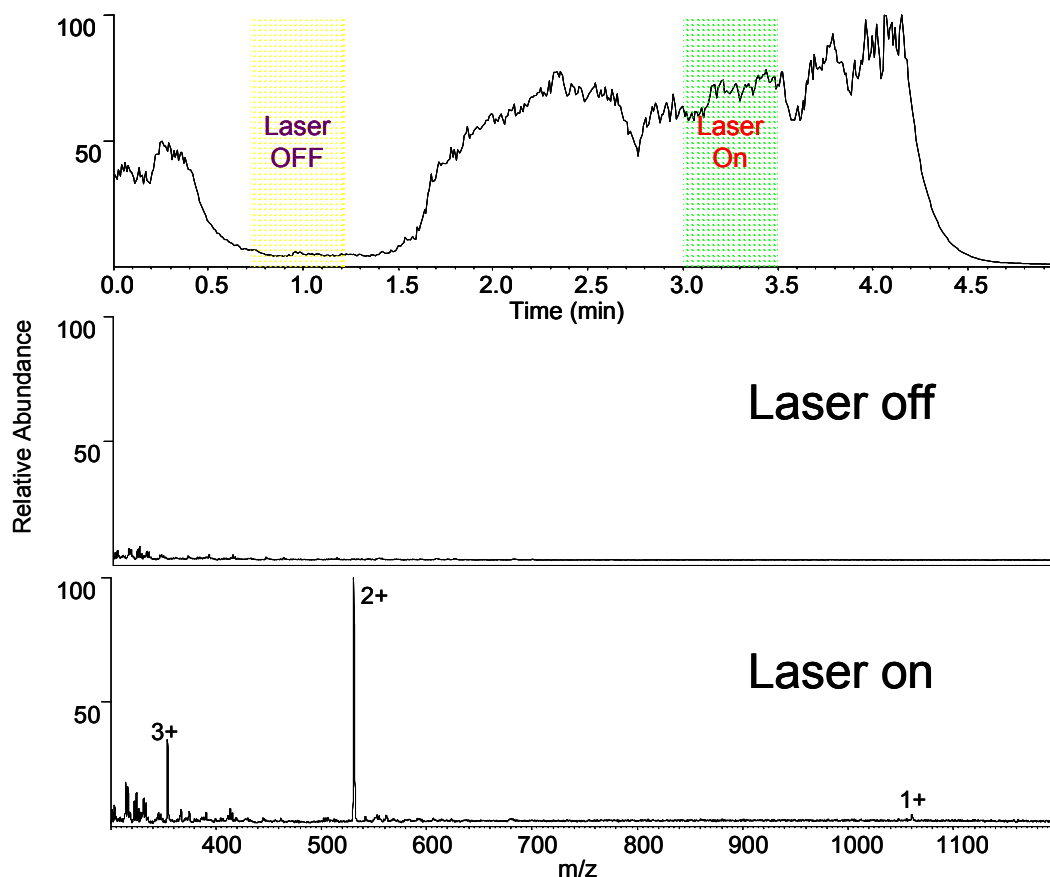 100
50
Laser
OFF
Laser
On
0.0 0.5 1.0 1.5 2.0 2.5 3.0 3.5 4.0 4.5
Time (min)
Relative Abundance
100
50
Laser off
100
50
2+
3+
1+
Laser on
400 500 600 700 800 900 1000 1100
m/z